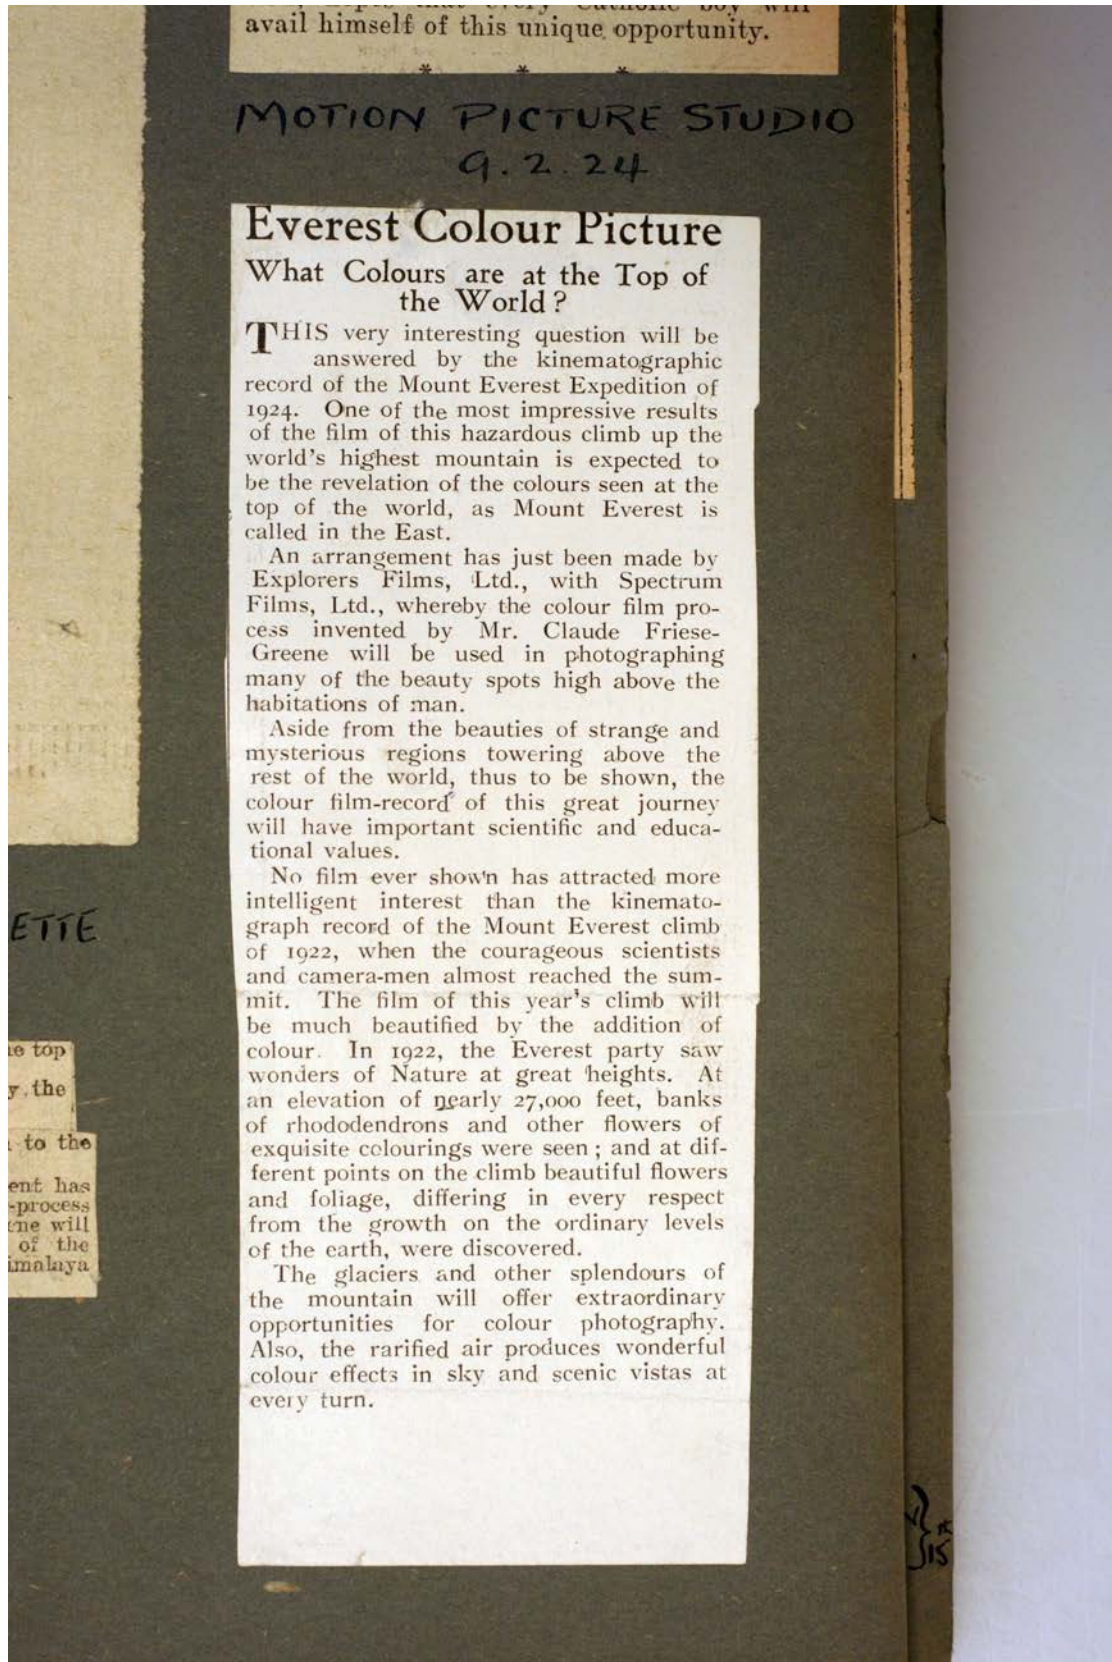 avail himself of this unique opportunity.
* * *
MOTION PICTURE STUDIO
9.2.24
Everest Colour Picture
What Colours are at the Top of
the World?
THIS very interesting question will be
answered by the kinematographic
record of the Mount Everest Expedition of
1924. One of the most impressive results
of the film of this hazardous climb up the
world's highest mountain is expected to
be the revelation of the colours seen at the
top of the world, as Mount Everest is
called in the East.
An arrangement has just been made by
Explorers Films, Ltd., with Spectrum
Films, Ltd., whereby the colour film pro-
cess invented by Mr. Claude Friese-
Greene will be used in photographing
many of the beauty spots high above the
habitations of man.
Aside from the beauties of strange and
mysterious regions towering above the
rest of the world, thus to be shown, the
colour film-record of this great journey
will have important scientific and educa-
tional values.
No film ever shown has attracted more
intelligent interest than the kinemato-
graph record of the Mount Everest climb
of 1922, when the courageous scientists
and camera-men almost reached the sum-
mit. The film of this year's climb will
be much beautified by the addition of
colour. In 1922, the Everest party saw
wonders of Nature at great heights. At
an elevation of nearly 27,000 feet, banks
of rhododendrons and other flowers of
exquisite colourings were seen; and at dif-
ferent points on the climb beautiful flowers
and foliage, differing in every respect
from the growth on the ordinary levels
of the earth, were discovered.
The glaciers and other splendours of
the mountain will offer extraordinary
opportunities for colour photography.
Also, the rarified air produces wonderful
colour effects in sky and scenic vistas at
every turn.
ETTE
top
the
to the
has
-process
will
of the
15